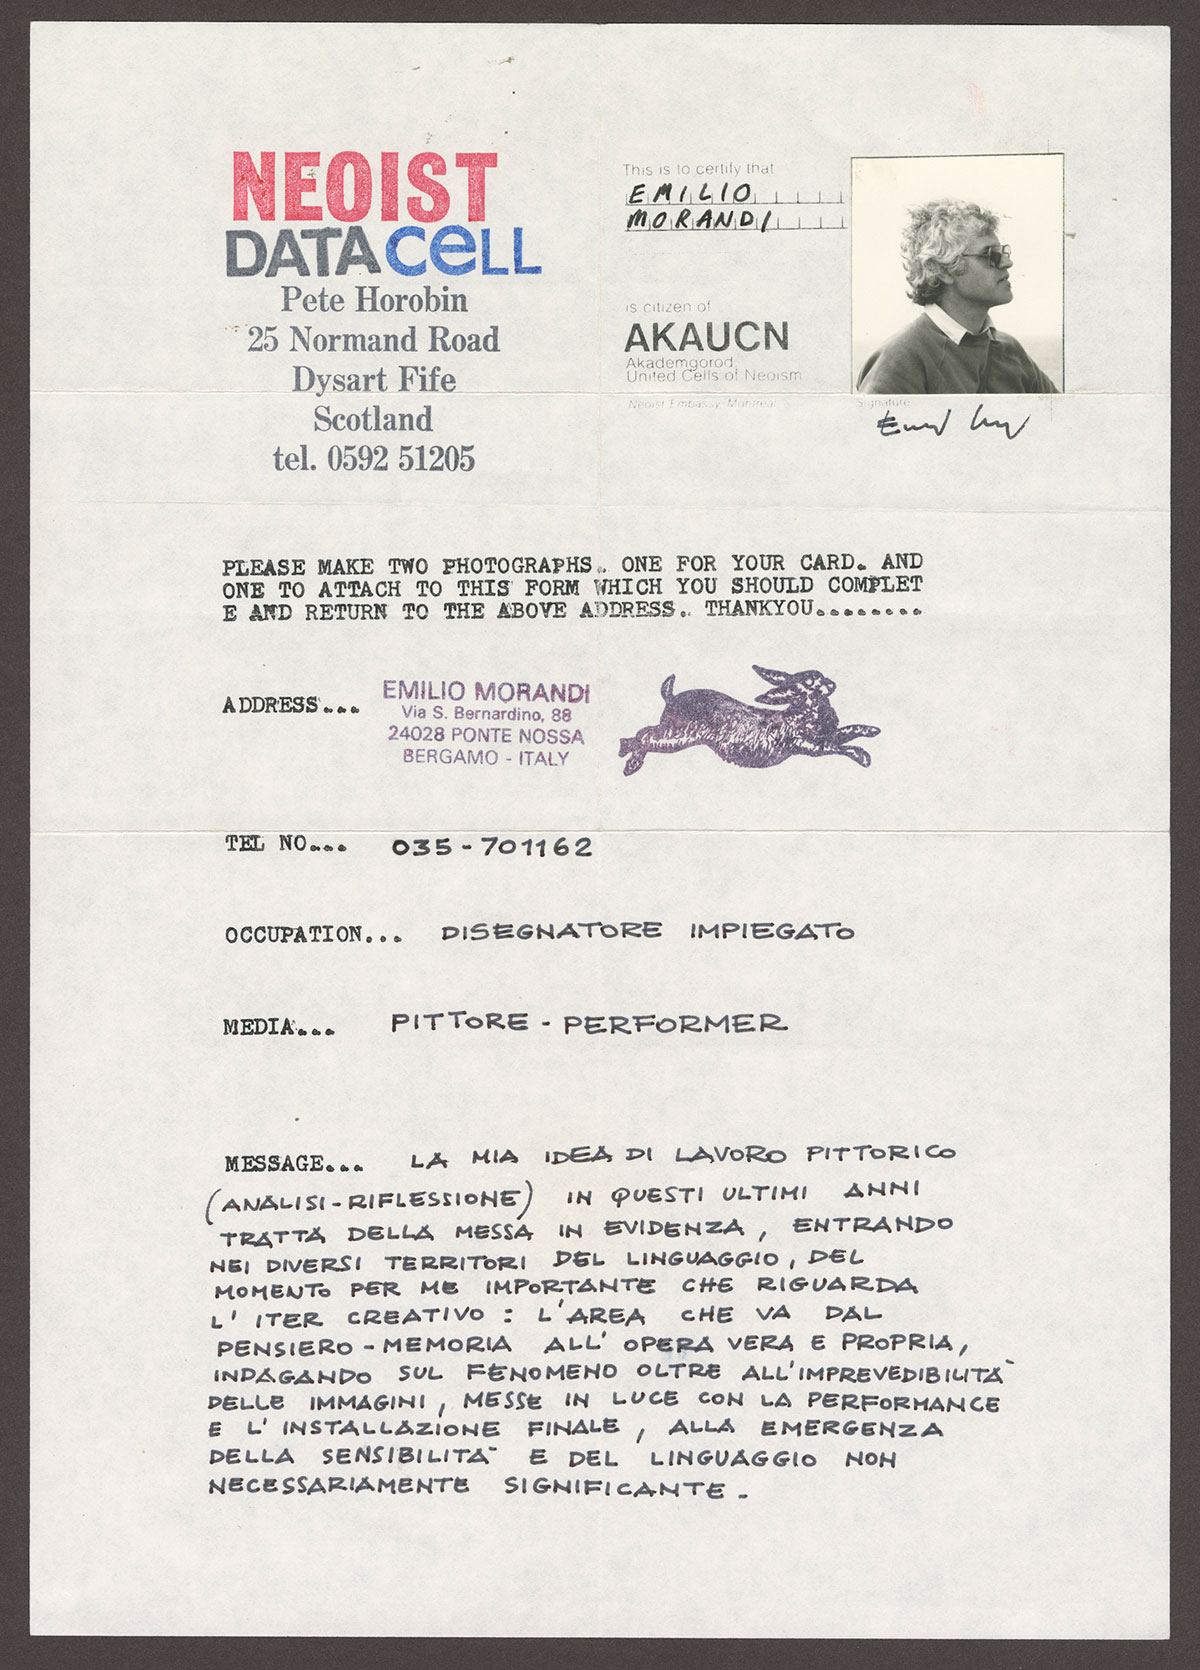 NEOIST
DATACELL
Pete Horobin
25 Normand Road
Dysart Fife
Scotland
tel. 0592 51205
This is to certify that
EMILIO
MORANDI
is citizen of
AKAUCN
Akademgorod
United Cells of Neoism
Neoist Embassy, Montreal
Signature
PLEASE MAKE TWO PHOTOGRAPHS. ONE FOR YOUR CARD. AND
ONE TO ATTACH TO THIS FORM WHICH YOU SHOULD COMPLET
E AND RETURN TO THE ABOVE ADDRESS. THANKYOU........
ADDRESS...
EMILIO MORANDI
Via S. Bernardino, 88
24028 PONTE NOSSA
BERGAMO - ITALY
TEL NO... 035-701162
OCCUPATION... DISEGNATORE IMPIEGATO
MEDIA... PITTORE - PERFORMER
MESSAGE... LA MIA IDEA DI LAVORO PITTORICO
(ANALISI-RIFLESSIONE) IN QUESTI ULTIMI ANNI
TRATTA DELLA MESSA IN EVIDENZA, ENTRANDO
NEI DIVERSI TERRITORI DEL LINGUAGGIO, DEL
MOMENTO PER ME IMPORTANTE CHE RIGUARDA
L'ITER CREATIVO: L'AREA CHE VA DAL
PENSIERO-MEMORIA ALL'OPERA VERA E PROPRIA,
INDAGANDO SUL FENOMENO OLTRE ALL'IMPREVEDIBILITA`
DELLE IMMAGINI, MESSE IN LUCE CON LA PERFORMANCE
E L'INSTALLAZIONE FINALE, ALLA EMERGENZA
DELLA SENSIBILITA` E DEL LINGUAGGIO NON
NECESSARIAMENTE SIGNIFICANTE.